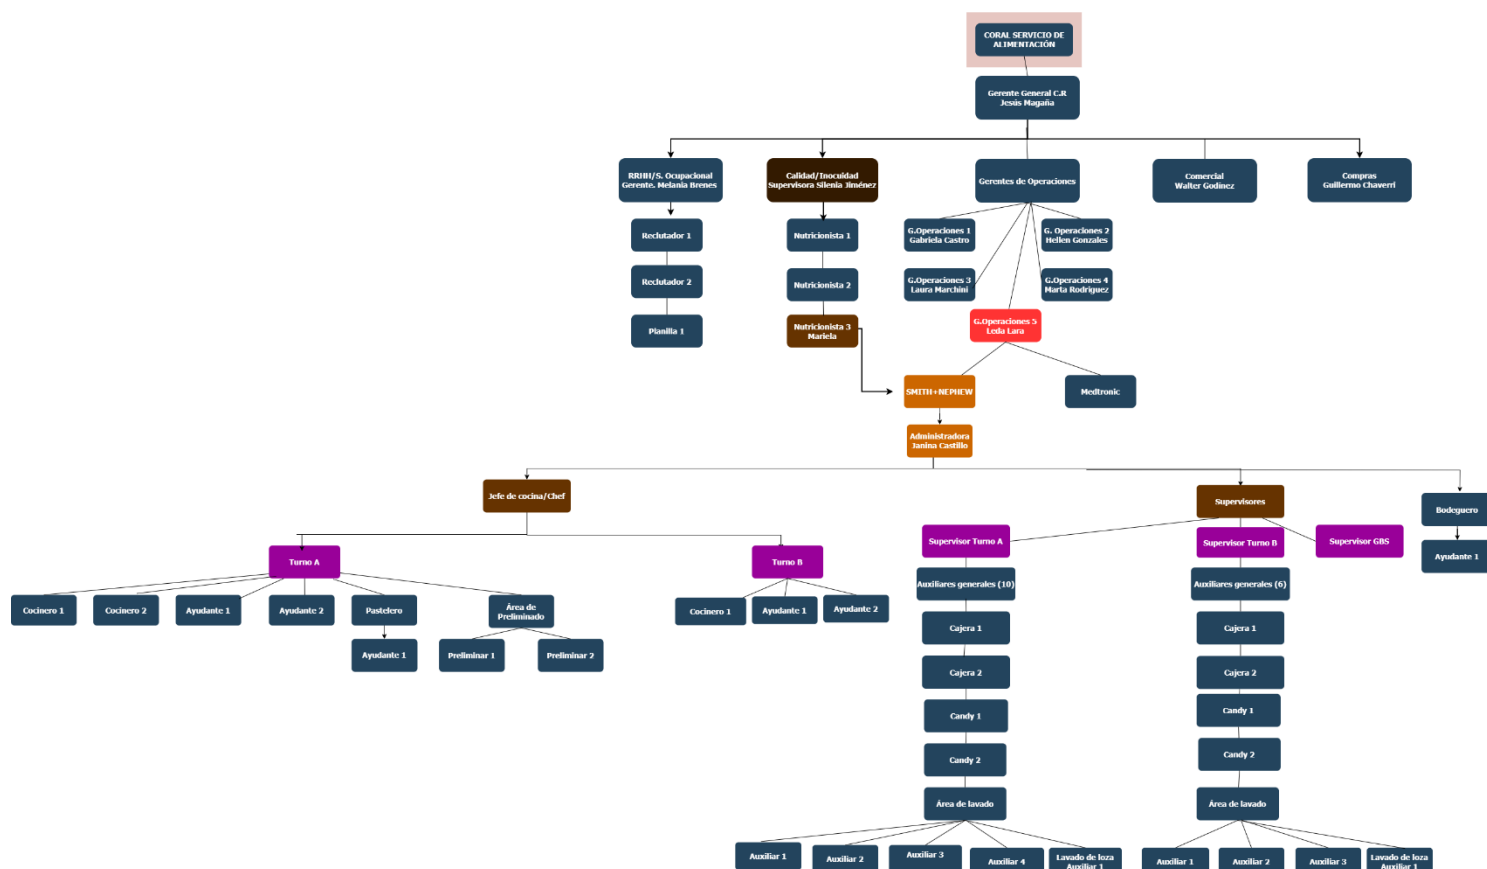 CORAL SERVICIO DE
ALIMENTACIÓN
Gerente General C.R
Jesús Magaña
RRHH/S. Ocupacional
Gerente. Melania Brenes
Calidad/Inocuidad
Supervisora Silenia Jiménez
Gerentes de Operaciones
Comercial
Walter Godínez
Compras
Guillermo Chaverri
Reclutador 1
Nutricionista 1
G.Operaciones 1
Gabriela Castro
G. Operaciones 2
Hellen Gonzales
Reclutador 2
Nutricionista 2
G.Operaciones 3
Laura Marchini
G.Operaciones 4
Marta Rodriguez
Planilla 1
Nutricionista 3
Mariela
G.Operaciones 5
Leda Lara
SMITH+NEPHEW
Medtronic
Administradora
Janina Castillo
Jefe de cocina/Chef
Supervisores
Bodeguero
Turno A
Turno B
Supervisor Turno A
Supervisor Turno B
Supervisor GBS
Ayudante 1
Cocinero 1
Cocinero 2
Ayudante 1
Ayudante 2
Pastelero
Área de
Preliminado
Cocinero 1
Ayudante 1
Ayudante 2
Auxiliares generales (10)
Auxiliares generales (6)
Ayudante 1
Preliminar 1
Preliminar 2
Cajera 1
Cajera 1
Cajera 2
Cajera 2
Candy 1
Candy 1
Candy 2
Candy 2
Área de lavado
Área de lavado
Auxiliar 1
Auxiliar 2
Auxiliar 3
Auxiliar 4
Lavado de loza
Auxiliar 1
Auxiliar 1
Auxiliar 2
Auxiliar 3
Lavado de loza
Auxiliar 1